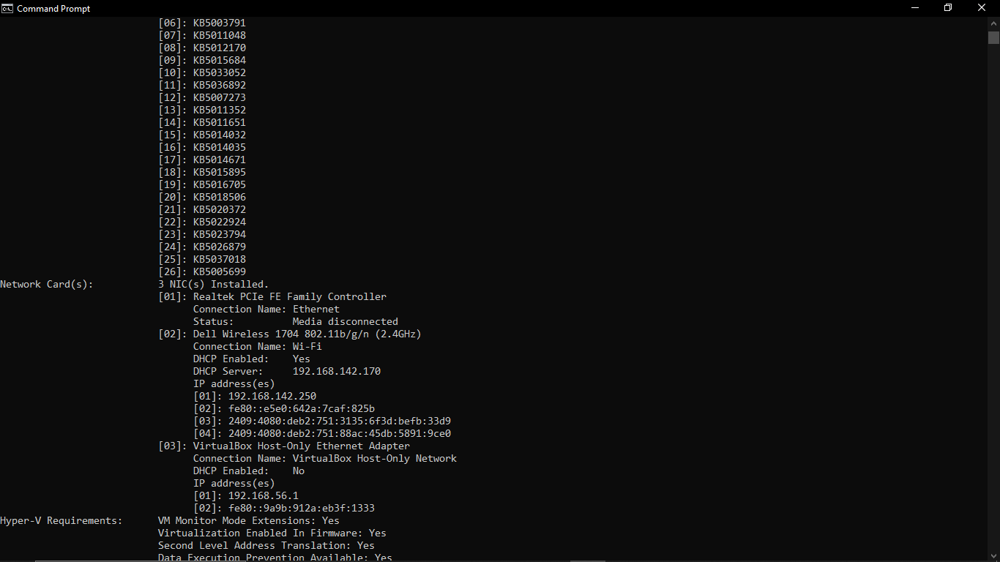 Command Prompt
[06]: KB5003791
[07]: KB5011048
[08]: KB5012170
[09]: KB5015684
[10]: KB5033052
[11]: KB5036892
[12]: KB5007273
[13]: KB5011352
[14]: KB5011651
[15]: KB5014032
[16]: KB5014035
[17]: KB5014671
[18]: KB5015895
[19]: KB5016705
[20]: KB5018506
[21]: KB5020372
[22]: KB5022924
[23]: KB5023794
[24]: KB5026879
[25]: KB5037018
[26]: KB5005699
Network Card(s): 3 NIC(s) Installed.
[01]: Realtek PCIe FE Family Controller
Connection Name: Ethernet
Status: Media disconnected
[02]: Dell Wireless 1704 802.11b/g/n (2.4GHz)
Connection Name: Wi-Fi
DHCP Enabled: Yes
DHCP Server: 192.168.142.170
IP address(es)
[01]: 192.168.142.250
[02]: fe80::e5e0:642a:7caf:825b
[03]: 2409:4080:deb2:751:3135:6f3d:befb:33d9
[04]: 2409:4080:deb2:751:88ac:45db:5891:9ce0
[03]: VirtualBox Host-Only Ethernet Adapter
Connection Name: VirtualBox Host-Only Network
DHCP Enabled: No
IP address(es)
[01]: 192.168.56.1
[02]: fe80::9a9b:912a:eb3f:1333
Hyper-V Requirements: VM Monitor Mode Extensions: Yes
Virtualization Enabled In Firmware: Yes
Second Level Address Translation: Yes
Data Execution Prevention Available: Yes